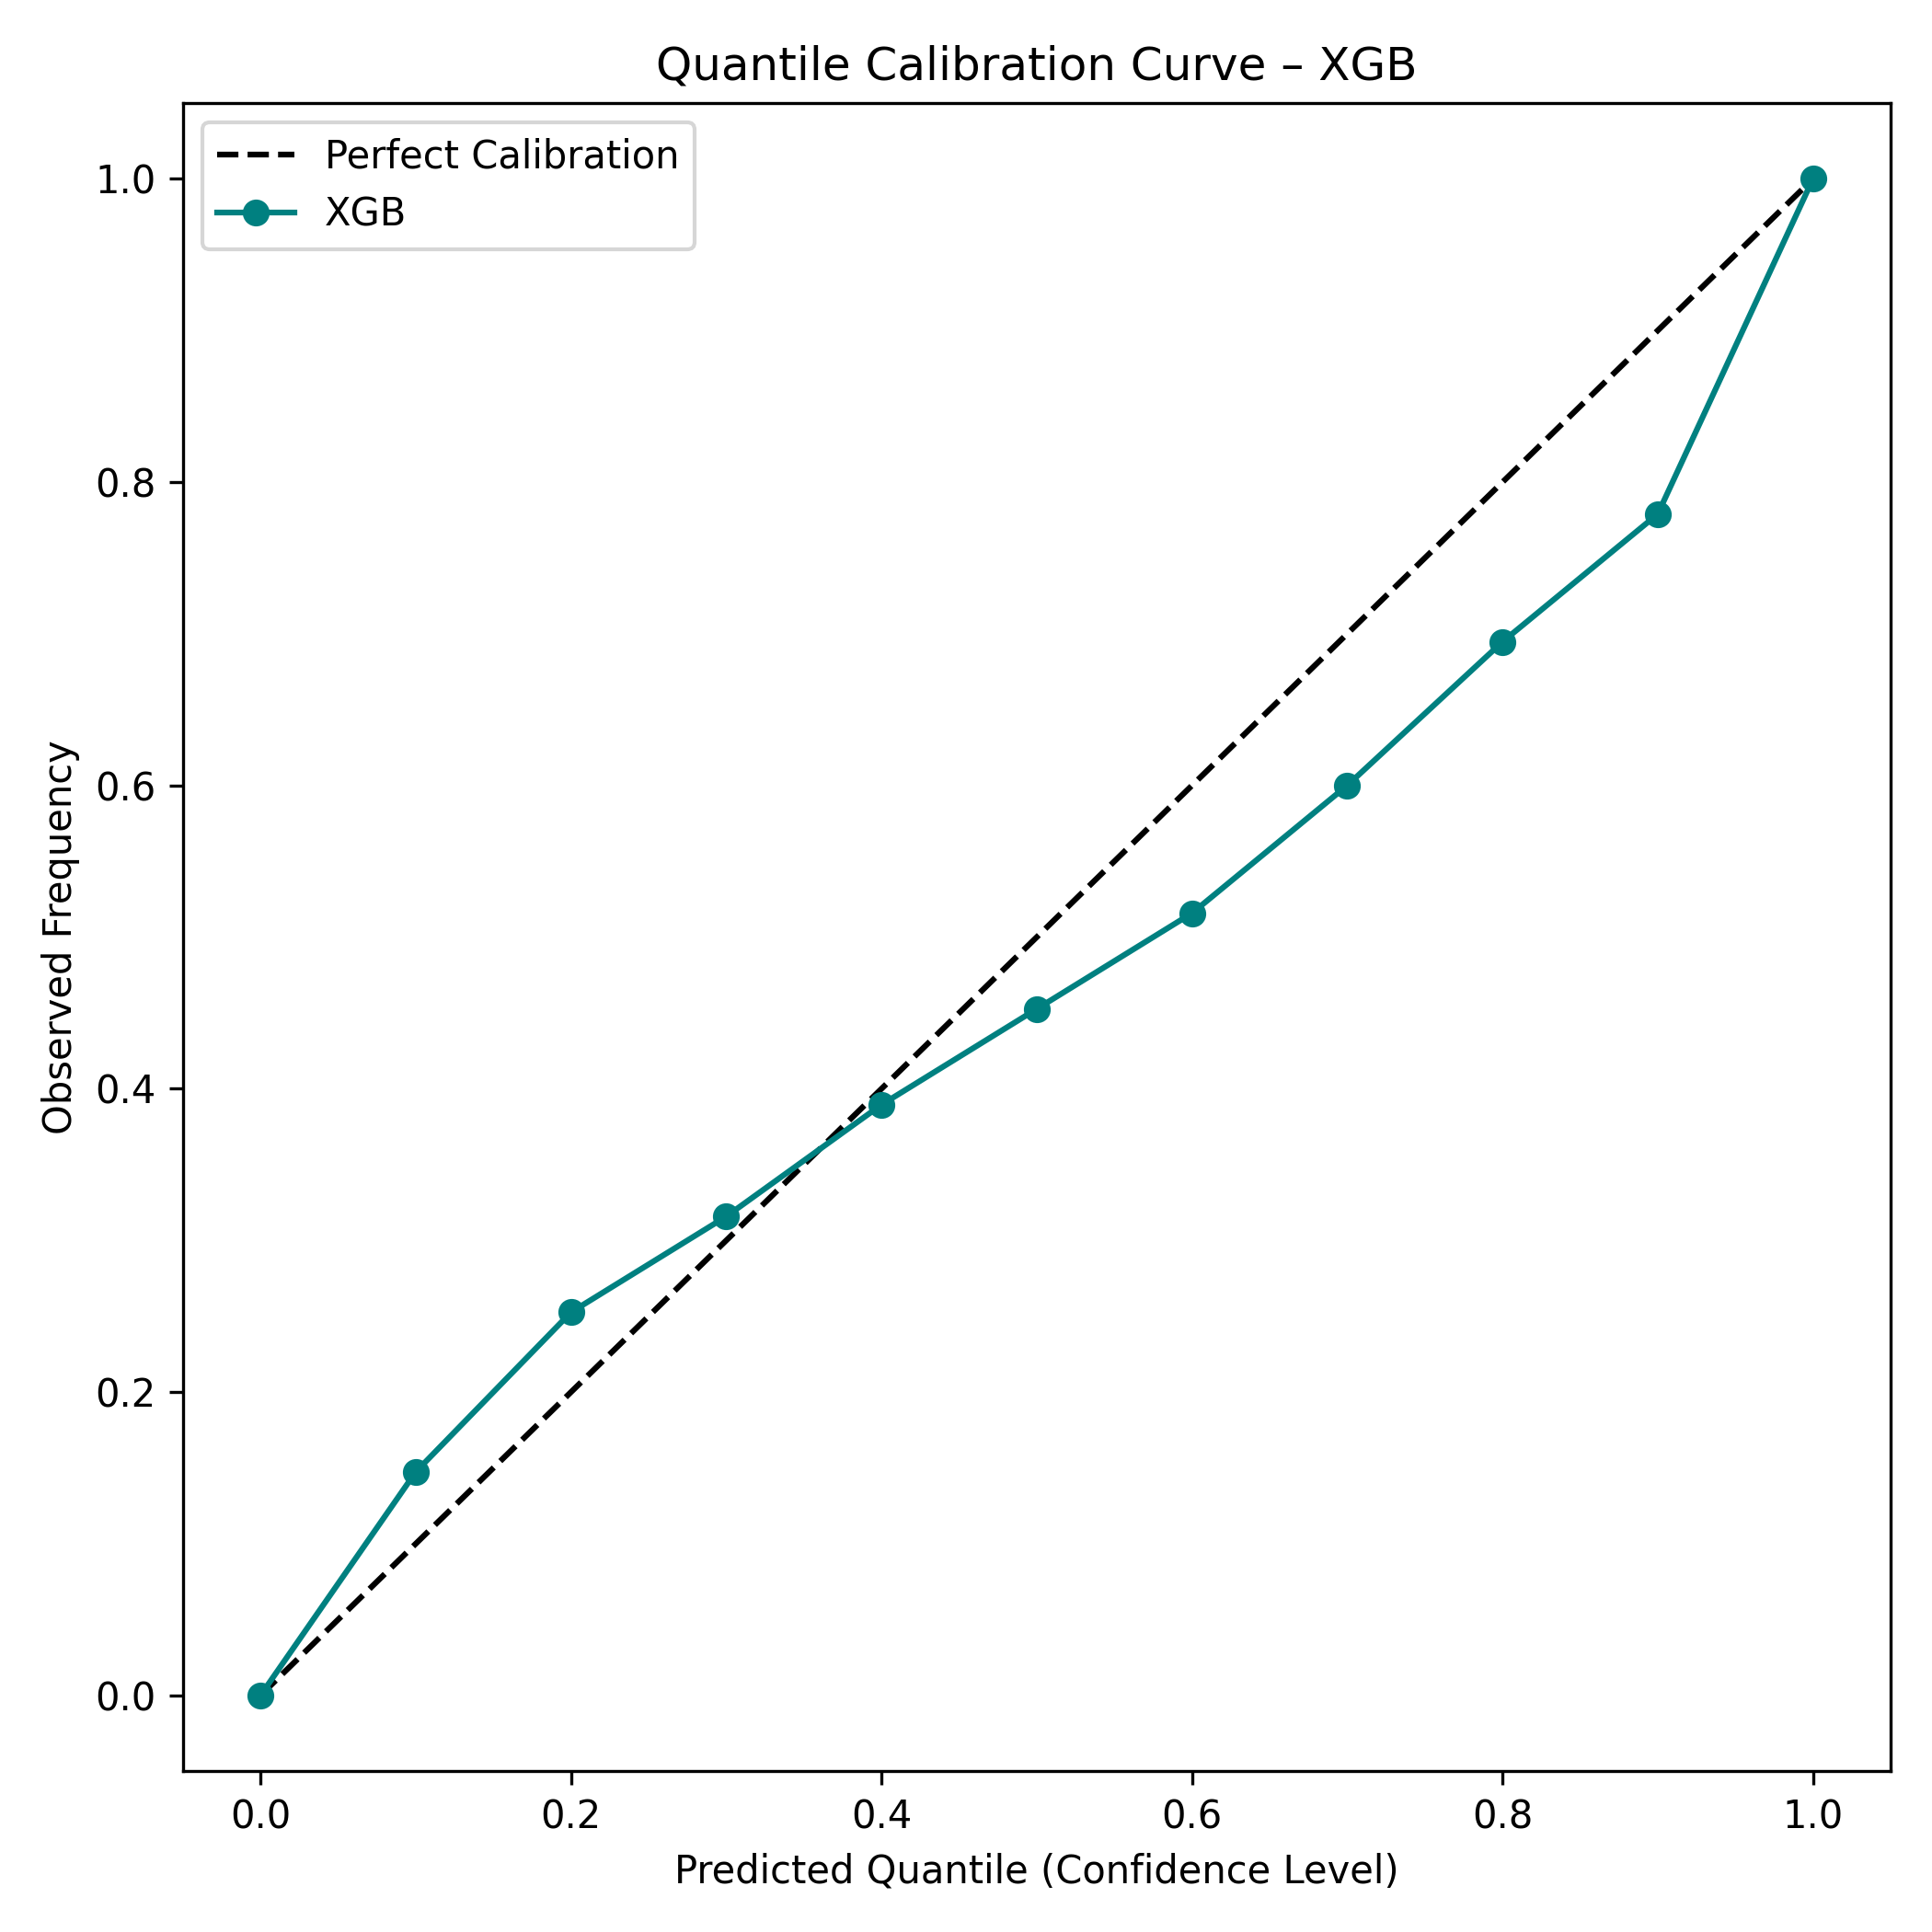 Quantile Calibration Curve – XGB
Perfect Calibration
XGB
1.0
0.8
0.6
0.4
0.2
0.0
Observed Frequency
0.0 0.2 0.4 0.6 0.8 1.0
Predicted Quantile (Confidence Level)